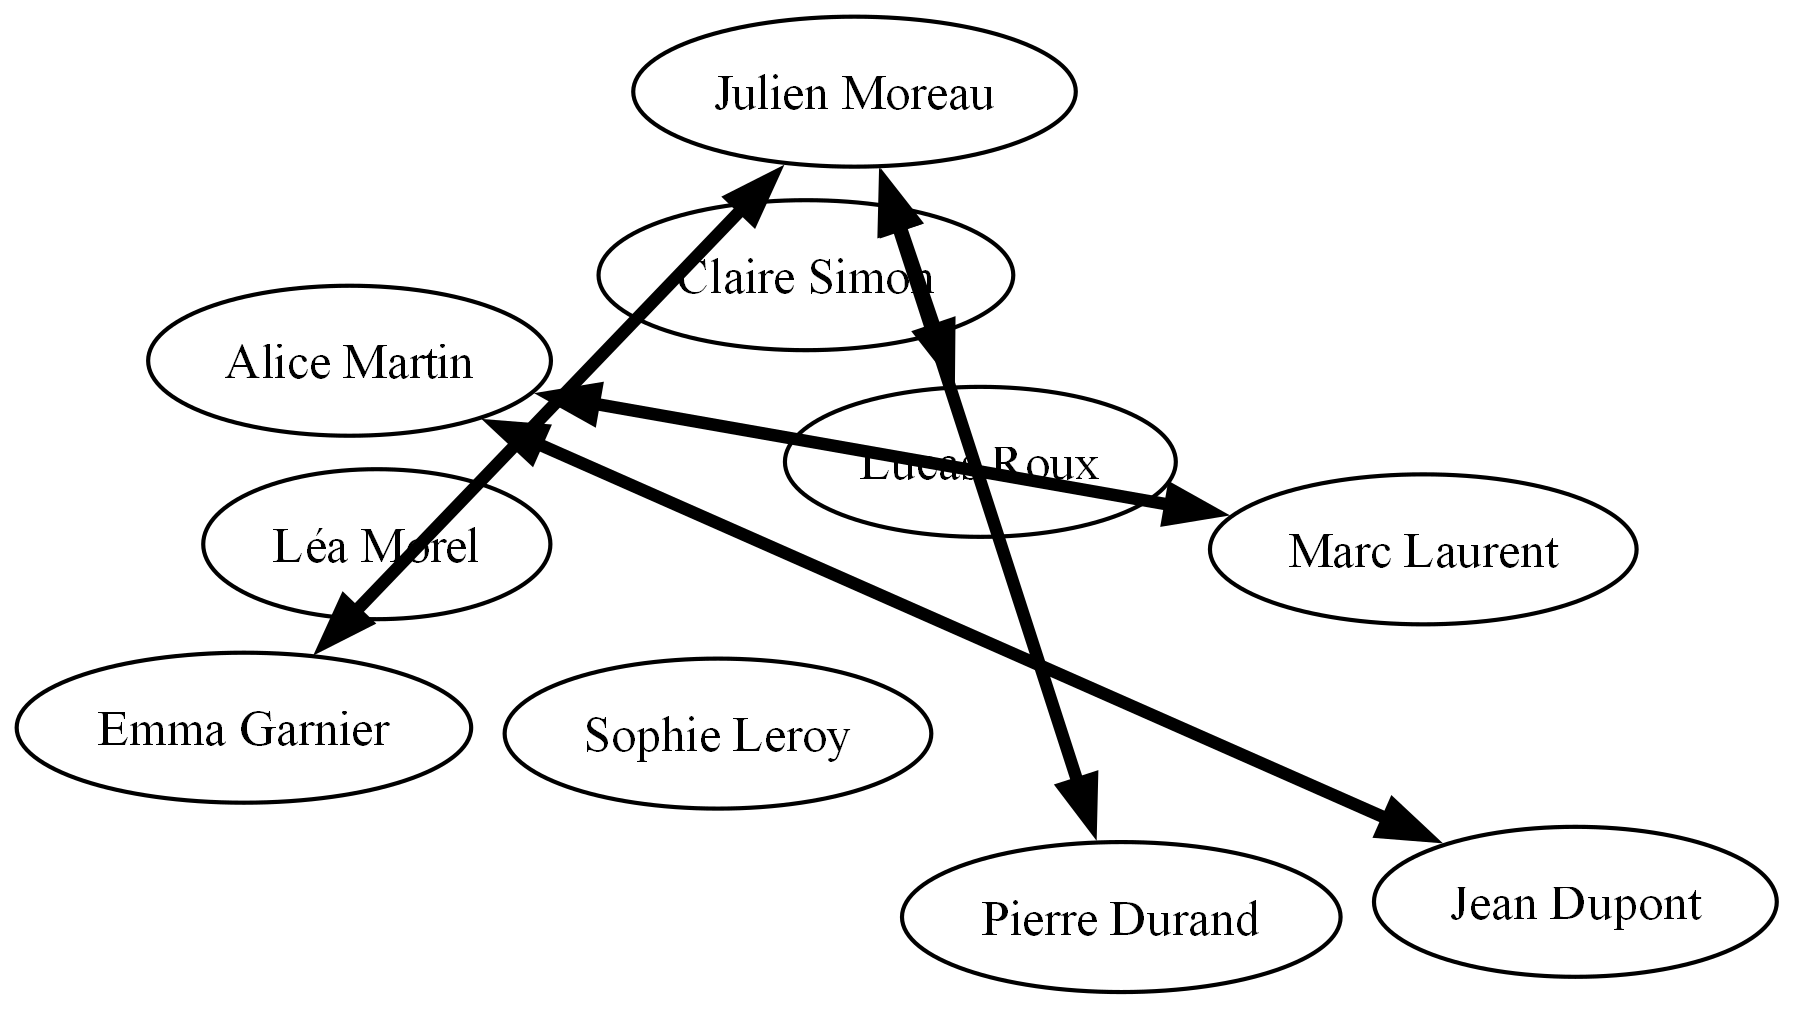 Julien Moreau
Claire Simon
Alice Martin
Lucas Roux
Léa Morel
Marc Laurent
Emma Garnier
Sophie Leroy
Pierre Durand
Jean Dupont